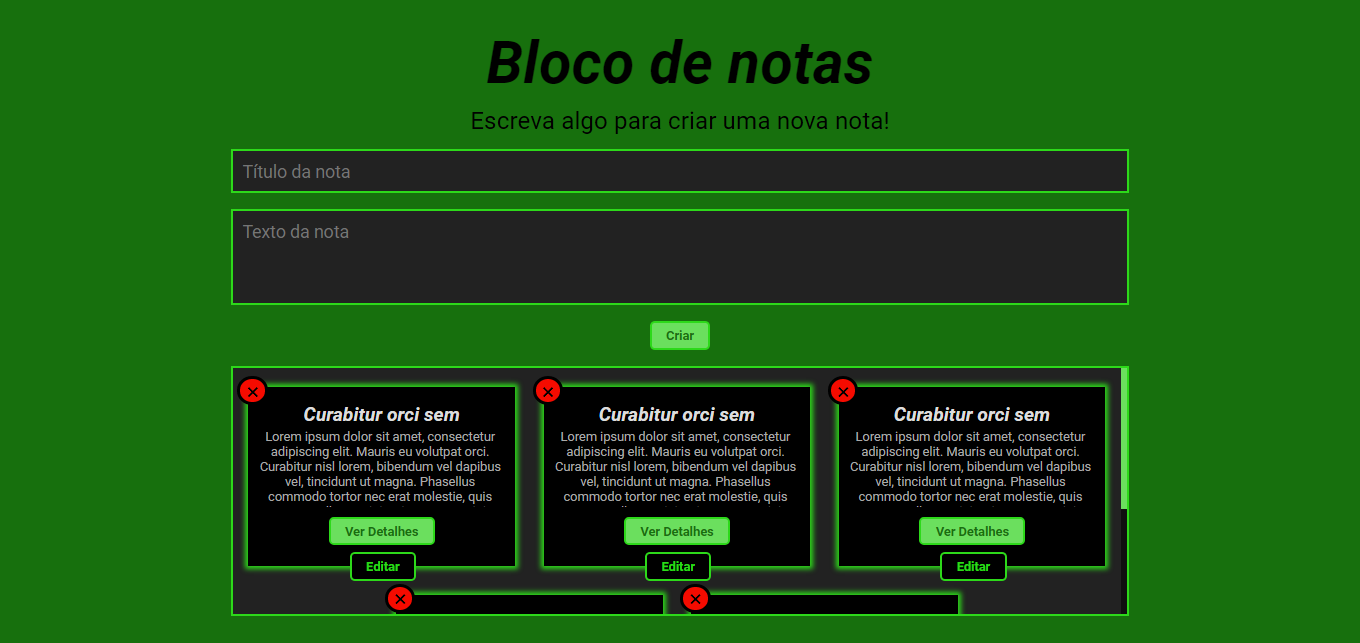 Bloco de notas
Escreva algo para criar uma nova nota!
Título da nota
Texto da nota
Criar
Curabitur orci sem
Lorem ipsum dolor sit amet, consectetur
adipiscing elit. Mauris eu volutpat orci.
Curabitur nisl lorem, bibendum vel dapibus
vel, tincidunt ut magna. Phasellus
commodo tortor nec erat molestie, quis
Ver Detalhes
Editar
Curabitur orci sem
Lorem ipsum dolor sit amet, consectetur
adipiscing elit. Mauris eu volutpat orci.
Curabitur nisl lorem, bibendum vel dapibus
vel, tincidunt ut magna. Phasellus
commodo tortor nec erat molestie, quis
Ver Detalhes
Editar
Curabitur orci sem
Lorem ipsum dolor sit amet, consectetur
adipiscing elit. Mauris eu volutpat orci.
Curabitur nisl lorem, bibendum vel dapibus
vel, tincidunt ut magna. Phasellus
commodo tortor nec erat molestie, quis
Ver Detalhes
Editar